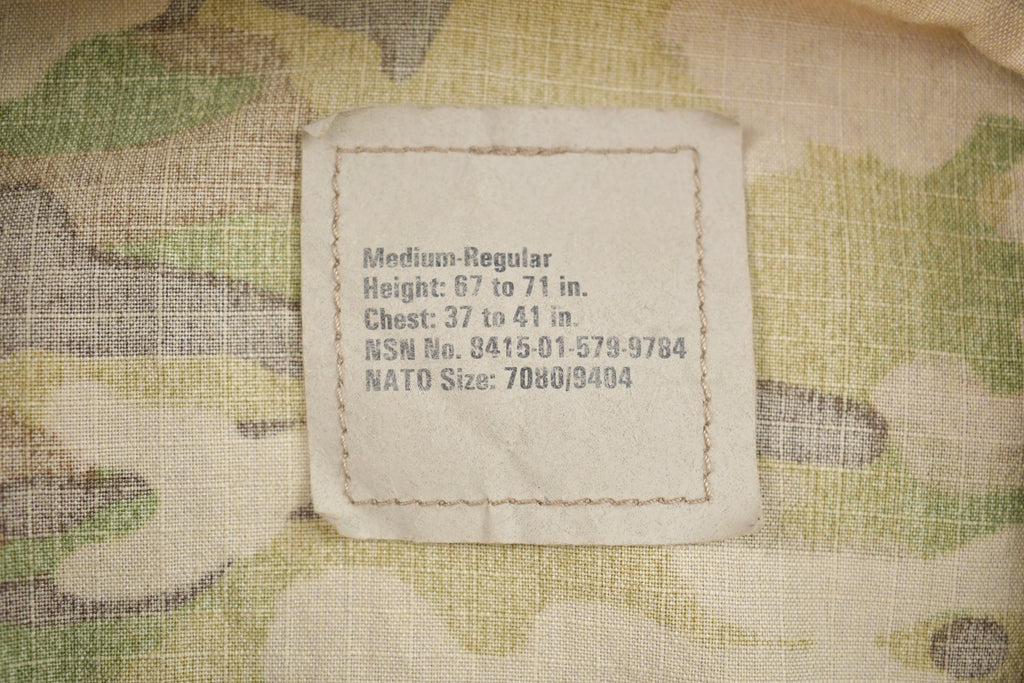 Medium-Regular
Height: 67 to 71 in.
Chest: 37 to 41 in.
NSN No. 8415-01-579-9784
NATO Size: 7080/9404